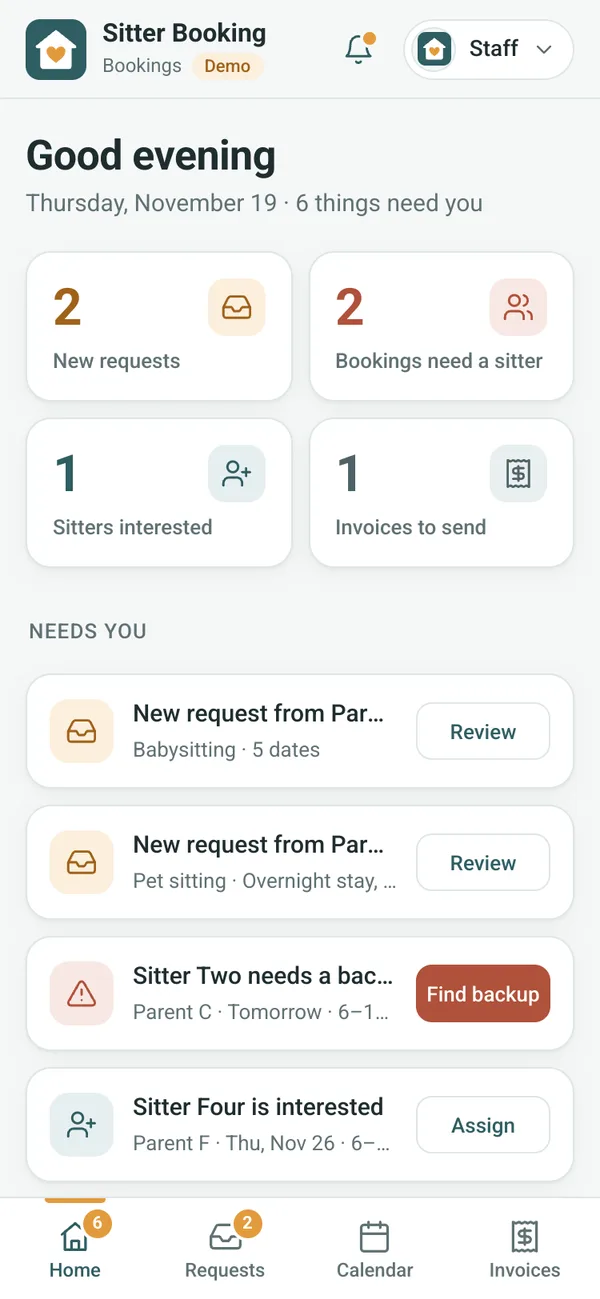 Sitter Booking
Bookings Demo
Staff
Good evening
Thursday, November 19 · 6 things need you
2
New requests
2
Bookings need a sitter
1
Sitters interested
1
Invoices to send
NEEDS YOU
New request from Par...
Babysitting · 5 dates
Review
New request from Par...
Pet sitting · Overnight stay, ...
Review
Sitter Two needs a bac...
Parent C · Tomorrow · 6–1...
Find backup
Sitter Four is interested
Parent F · Thu, Nov 26 · 6–...
Assign
6
Home
2
Requests
Calendar
Invoices